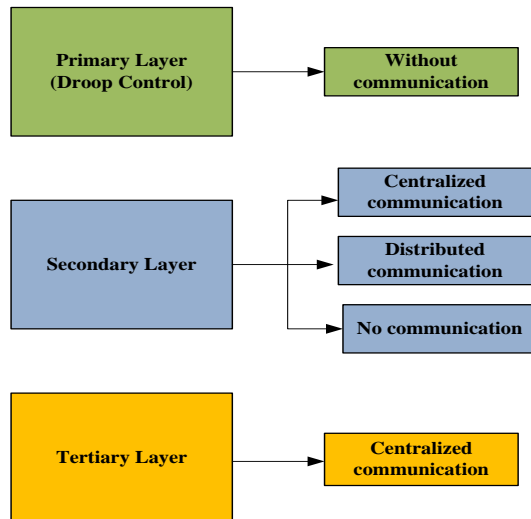 Primary Layer
(Droop Control)
Without
communication
Secondary Layer
Centralized
communication
Distributed
communication
No communication
Tertiary Layer
Centralized
communication